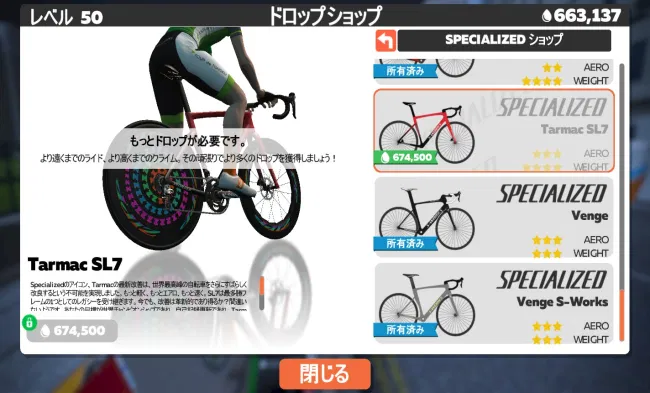 レベル 50
ドロップショップ
663,137
SPECIALIZED ショップ
所有済み
AERO
WEIGHT
SPECIALIZED
Tarmac SL7
674,500
AERO
WEIGHT
SPECIALIZED
Venge
所有済み
AERO
WEIGHT
SPECIALIZED
Venge S-Works
所有済み
AERO
WEIGHT
もっとドロップが必要です。
より遠くまでのライド、より高くまでのクライム。その頑張りでより多くのドロップを獲得しましょう！
Tarmac SL7
Specializedのアイコン、Tarmacの最新改善は、世界最高峰の自転車をさらにすばらしく
改良するという不可能を実現しました。もっと軽く、もっとエアロ、もっと速く。SL7は最多勝フ
レームの1つとしてのレガシーを受け継ぎます。今でも、改善は革新的であり得るか？間違い
674,500
閉じる